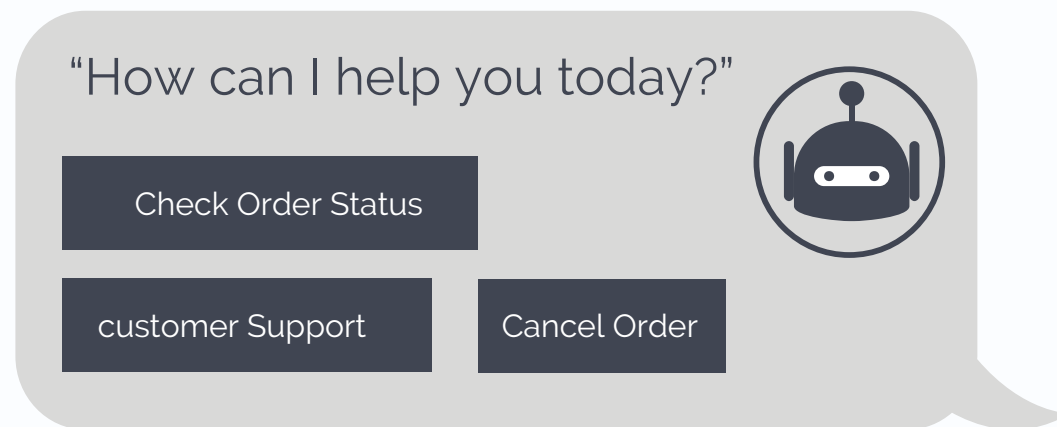 “How can I help you today?”
Check Order Status
customer Support
Cancel Order